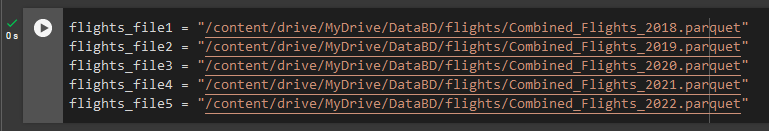 0 s
flights_file1 = "/content/drive/MyDrive/DataBD/flights/Combined_Flights_2018.parquet"
flights_file2 = "/content/drive/MyDrive/DataBD/flights/Combined_Flights_2019.parquet"
flights_file3 = "/content/drive/MyDrive/DataBD/flights/Combined_Flights_2020.parquet"
flights_file4 = "/content/drive/MyDrive/DataBD/flights/Combined_Flights_2021.parquet"
flights_file5 = "/content/drive/MyDrive/DataBD/flights/Combined_Flights_2022.parquet"